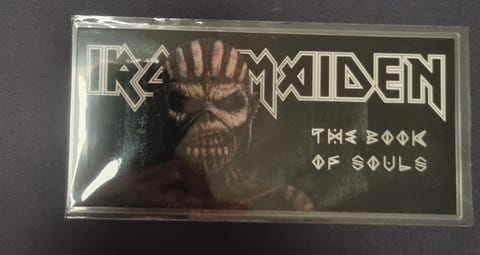 IRON MAIDEN
THE BOOK
OF SOULS